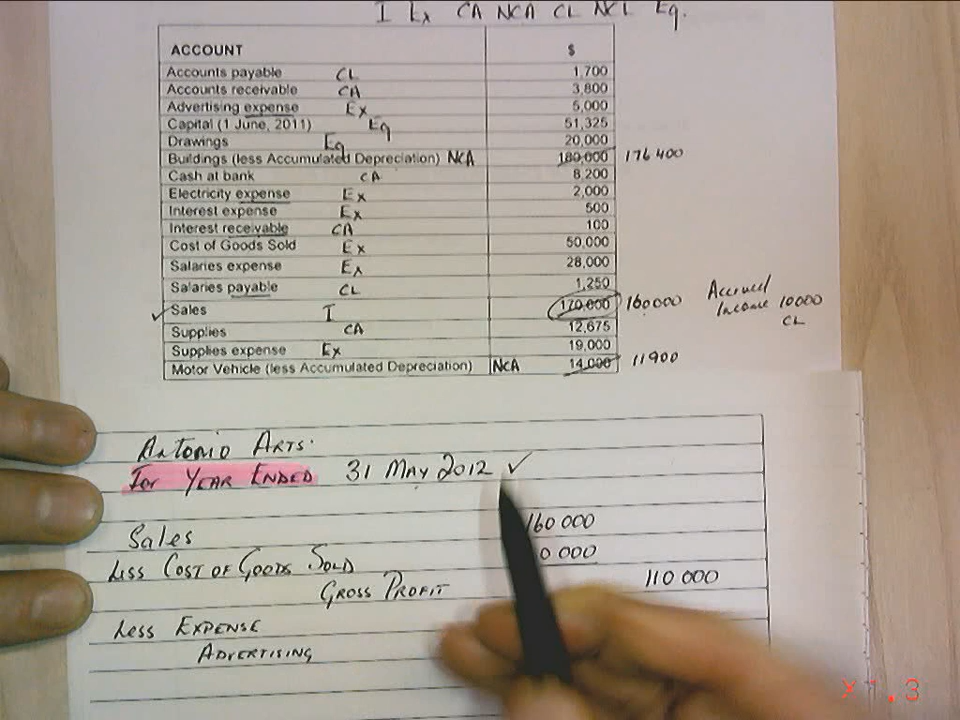 I Ex CA NCA CL NCL Eq.
ACCOUNT $
Accounts payable CL 1,700
Accounts receivable CA 3,800
Advertising expense Ex 5,000
Capital (1 June, 2011) Eq 51,325
Drawings Eq 20,000
Buildings (less Accumulated Depreciation) NCA 180,000 176 400
Cash at bank CA 8,200
Electricity expense Ex 2,000
Interest expense Ex 500
Interest receivable CA 100
Cost of Goods Sold Ex 50,000
Salaries expense Ex 28,000
Salaries payable CL 1,250
Sales I 170,000 160000 Accrued Income 10000 CL
Supplies CA 12,675
Supplies expense Ex 19,000
Motor Vehicle (less Accumulated Depreciation) NCA 14,000 11900
ANTONIO ARTS.
FOR YEAR ENDED 31 MAY 2012 ✓
Sales 160 000
Less COST OF GOODS SOLD 0 000
GROSS PROFIT 110 000
Less EXPENSE
ADVERTISING
x1.3